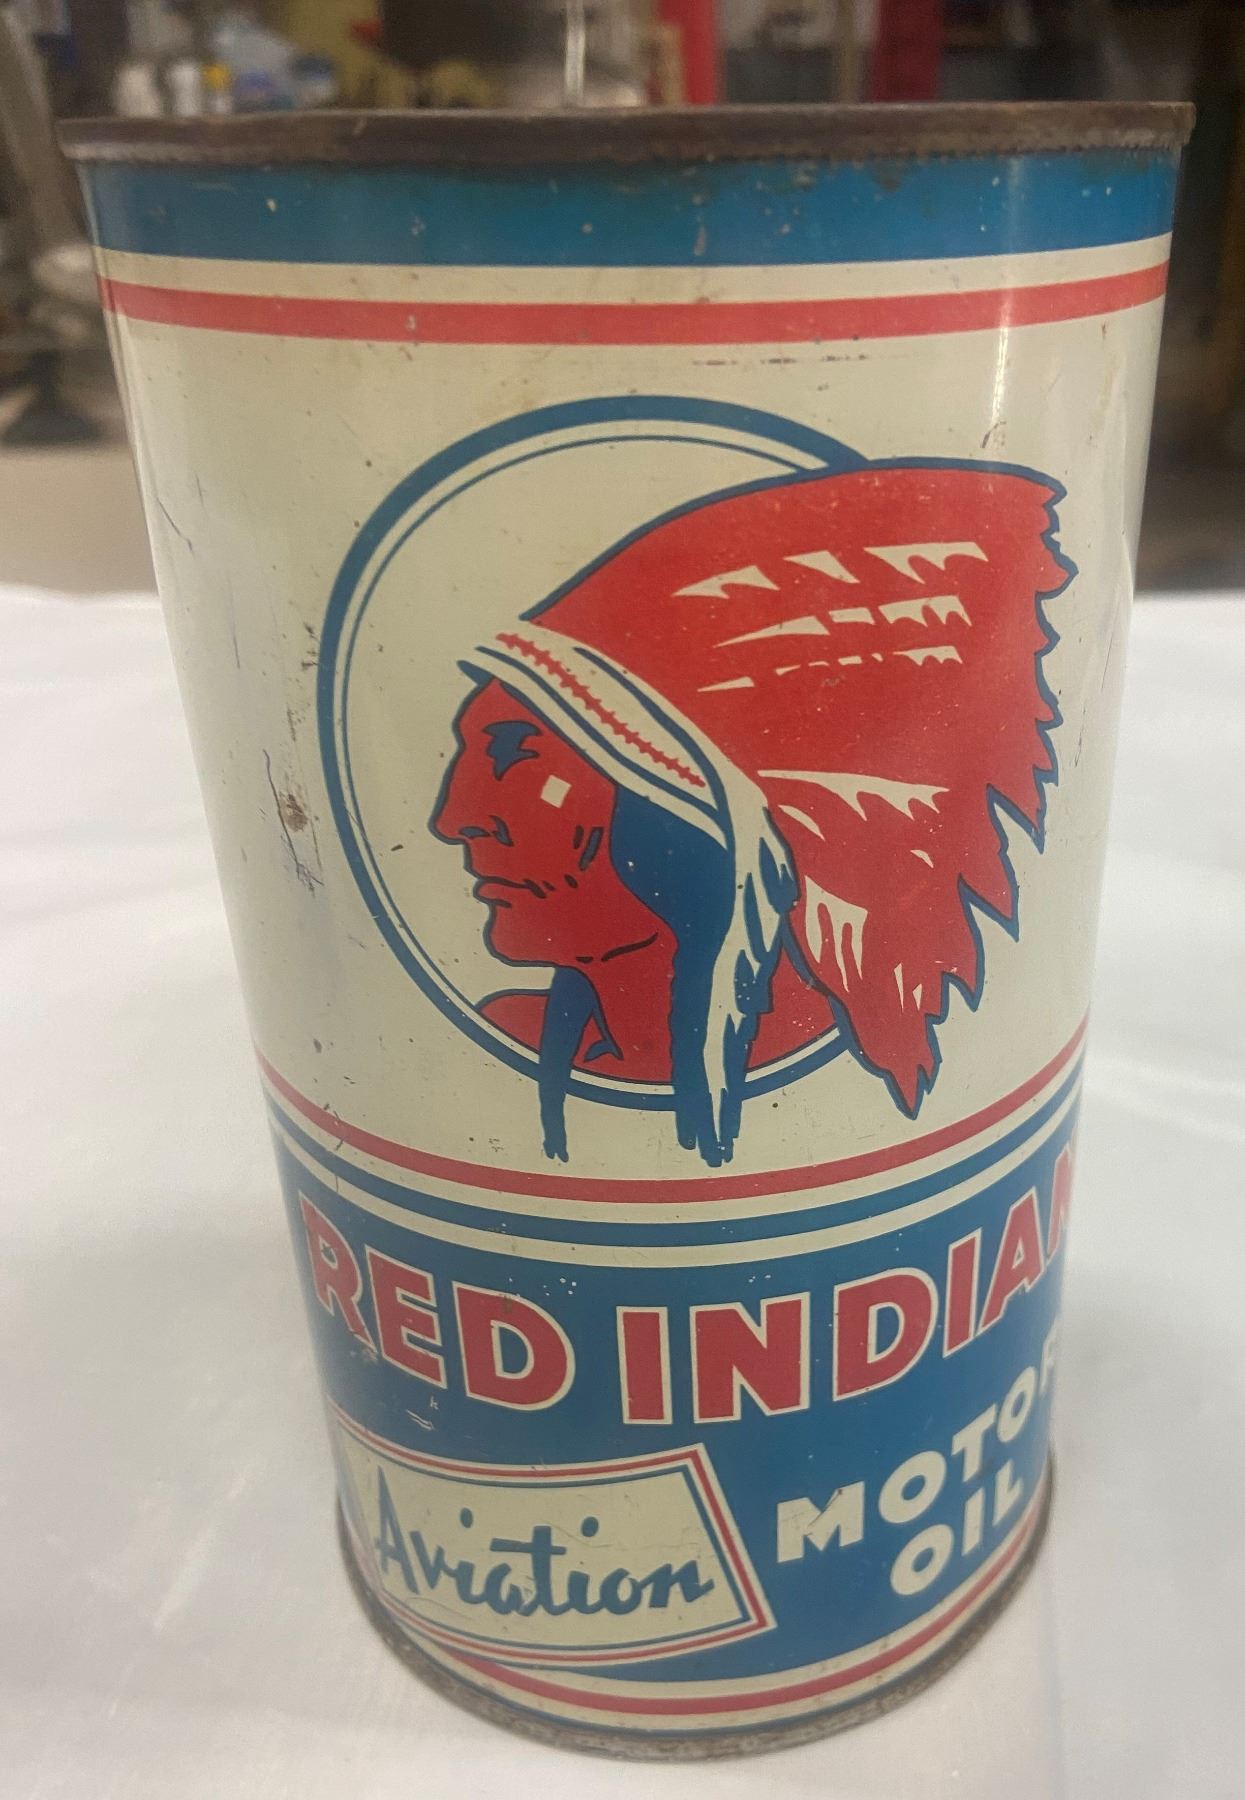 RED INDIAN
Aviation
MOTOR
OIL